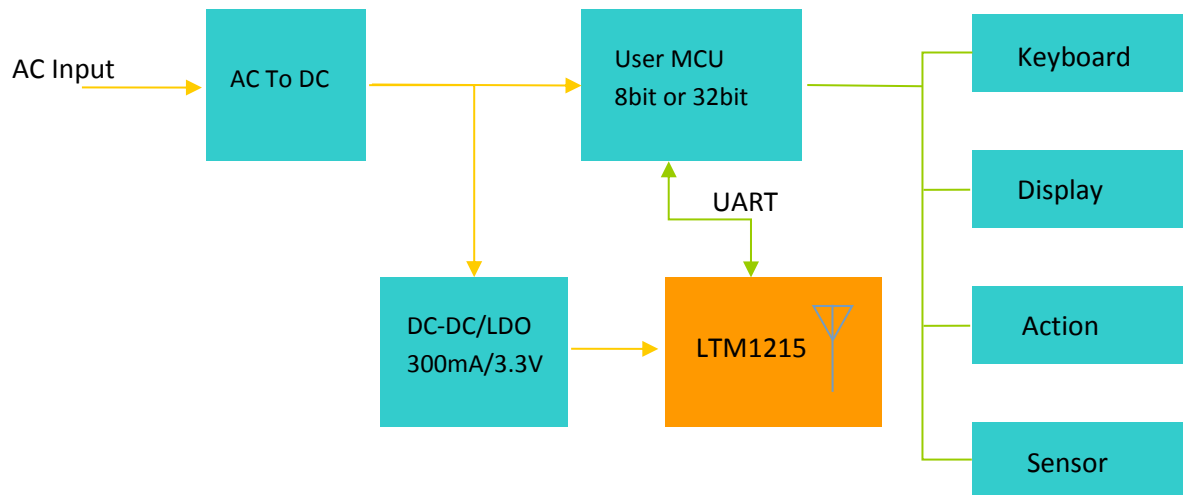 AC Input
AC To DC
User MCU
8bit or 32bit
Keyboard
Display
UART
DC-DC/LDO
300mA/3.3V
LTM1215
Action
Sensor